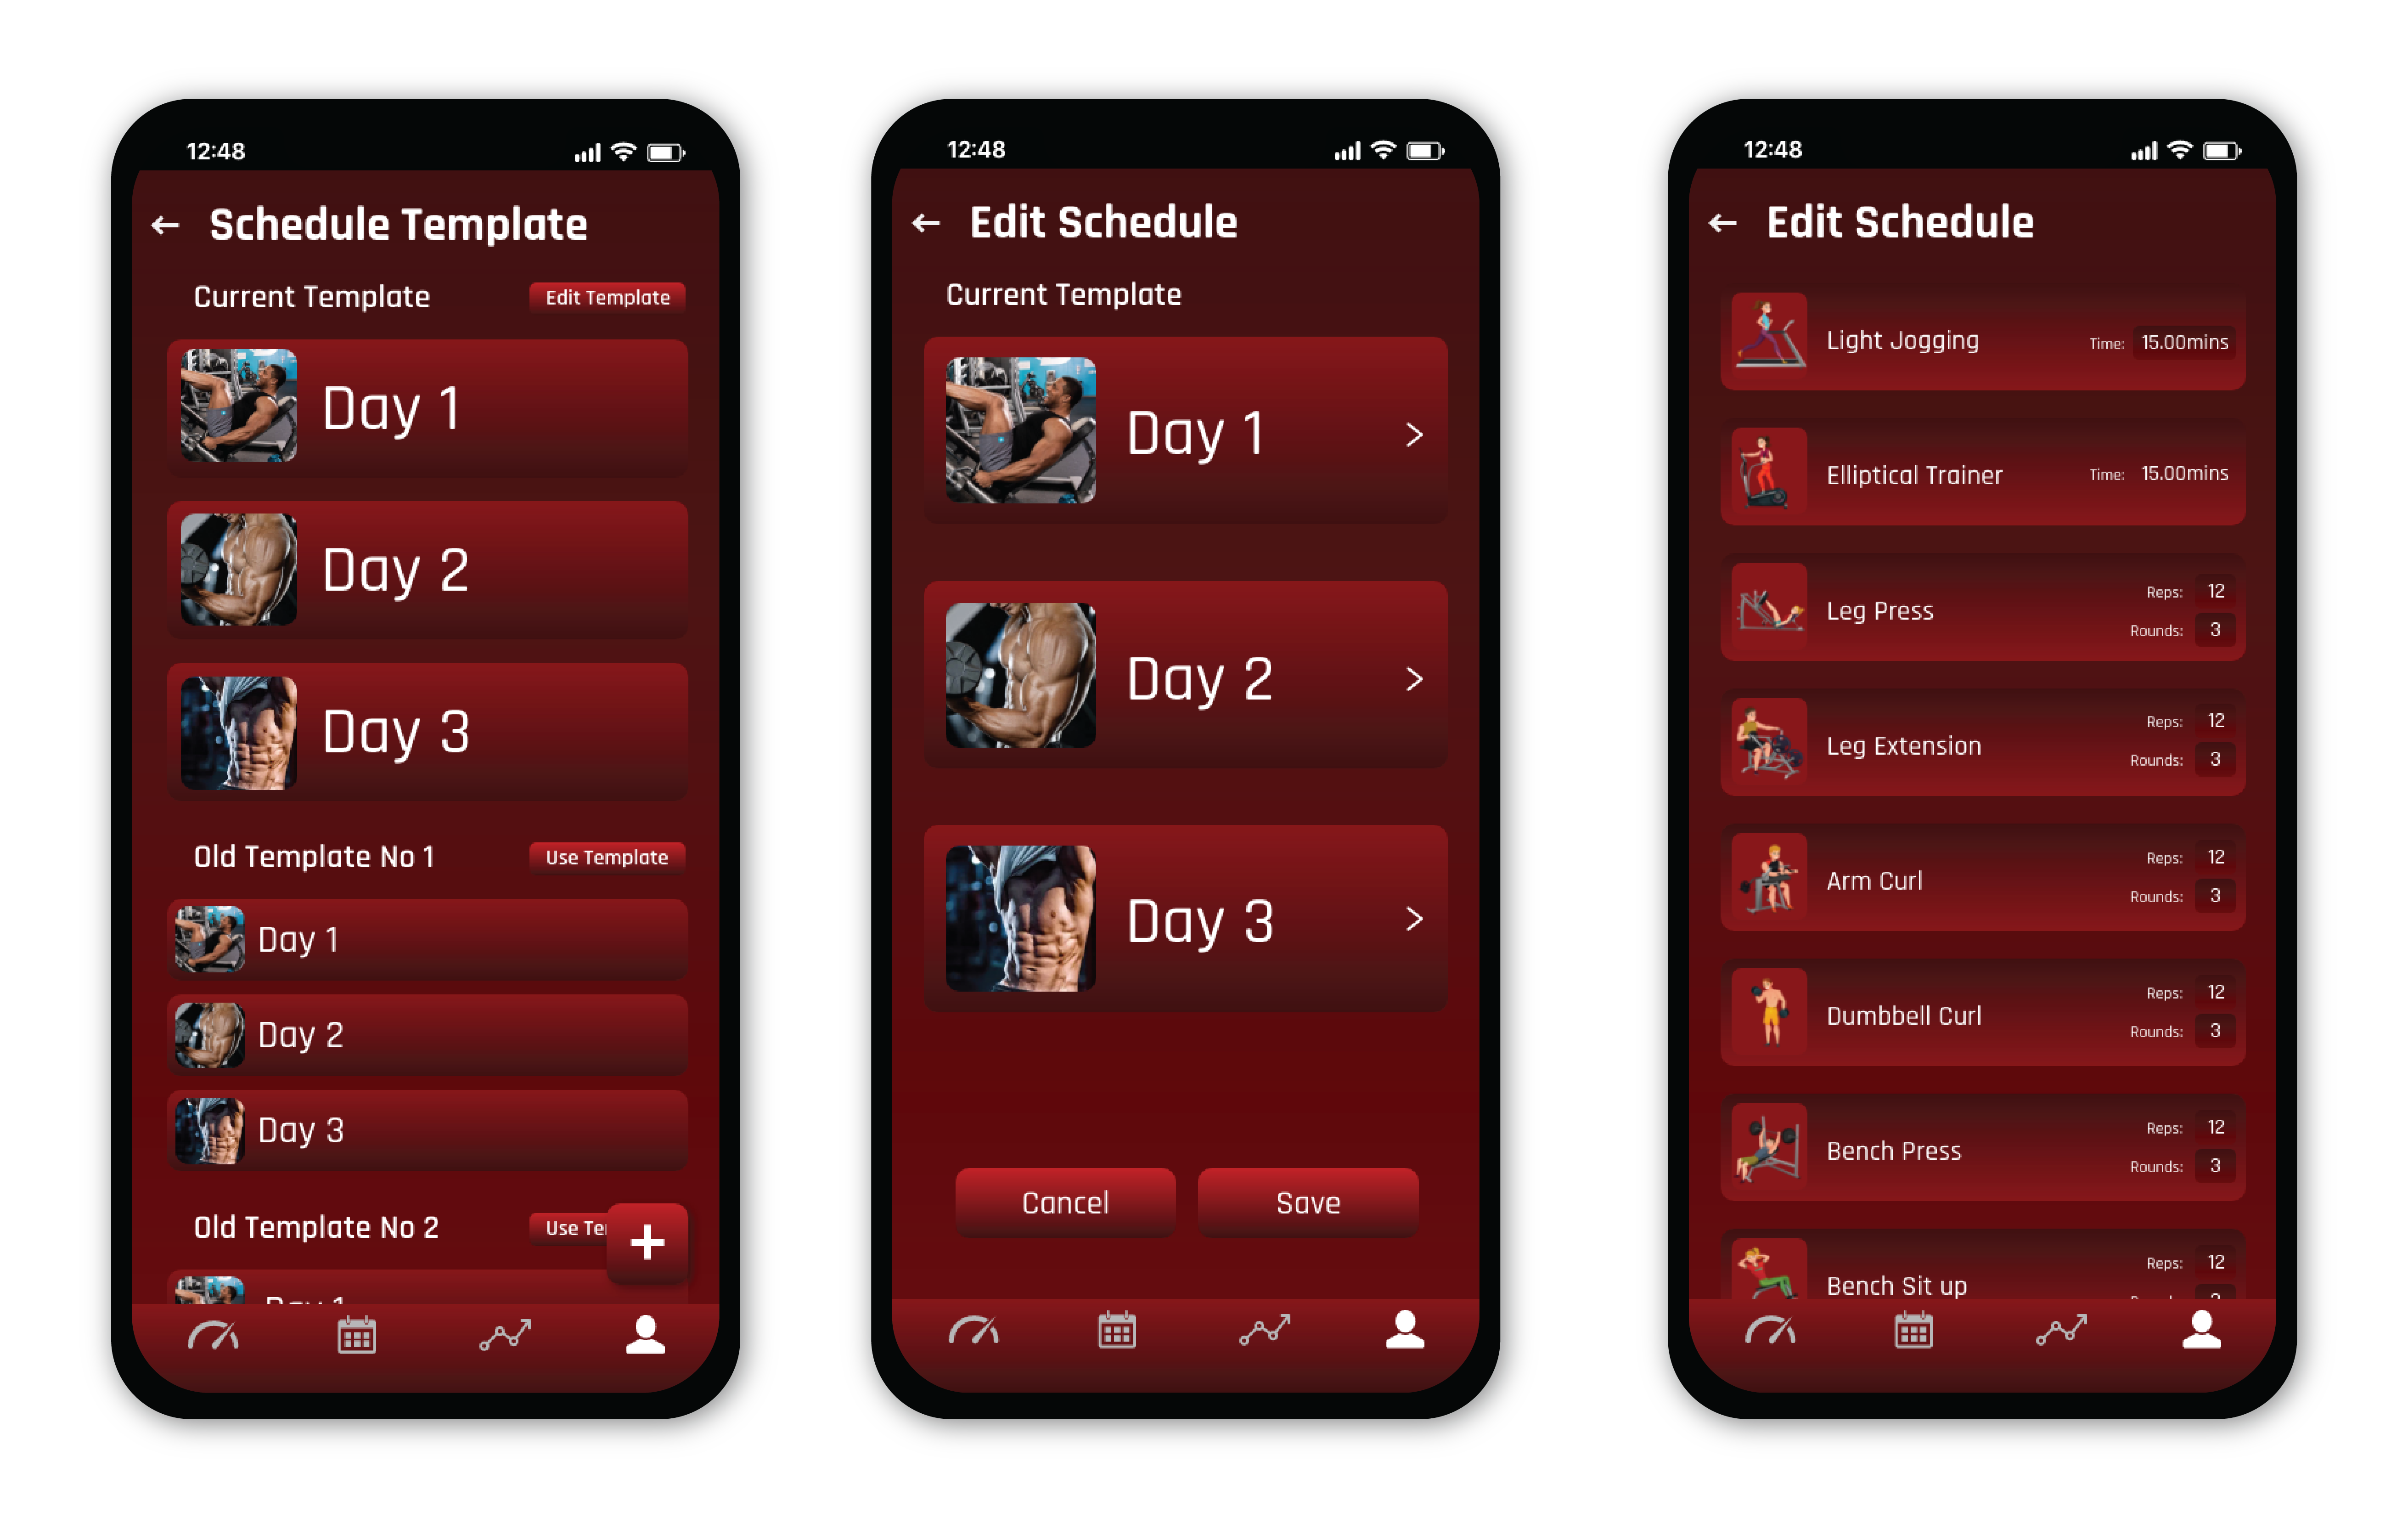 12:48
Schedule Template
Current Template
Edit Template
Day 1
Day 2
Day 3
Old Template No 1
Use Template
Day 1
Day 2
Day 3
Old Template No 2
Use Te
Day 1
12:48
Edit Schedule
Current Template
Day 1
Day 2
Day 3
Cancel
Save
12:48
Edit Schedule
Light Jogging
Time: 15.00mins
Elliptical Trainer
Time: 15.00mins
Leg Press
Reps: 12
Rounds: 3
Leg Extension
Reps: 12
Rounds: 3
Arm Curl
Reps: 12
Rounds: 3
Dumbbell Curl
Reps: 12
Rounds: 3
Bench Press
Reps: 12
Rounds: 3
Bench Sit up
Reps: 12